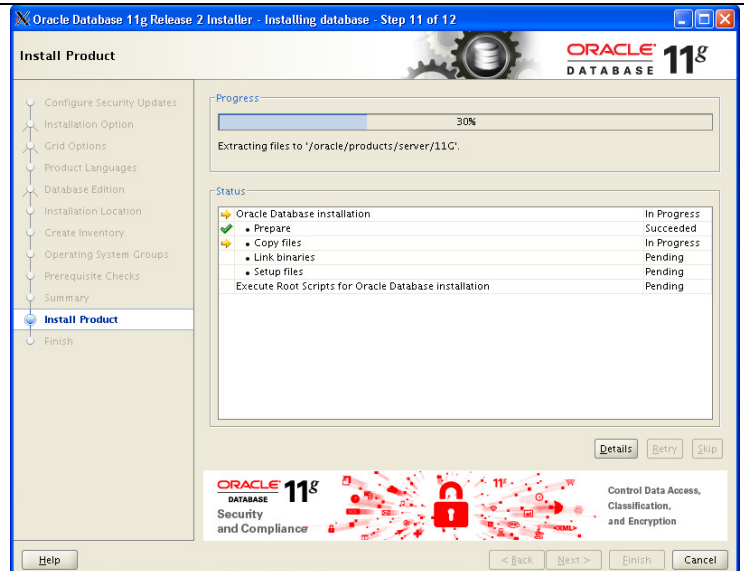 Oracle Database 11g Release 2 Installer - Installing database - Step 11 of 12
Install Product
ORACLE
DATABASE 11g
Configure Security Updates
Installation Option
Grid Options
Product Languages
Database Edition
Installation Location
Create Inventory
Operating System Groups
Prerequisite Checks
Summary
Install Product
Finish
Progress
30%
Extracting files to '/oracle/products/server/11G'.
Status
Oracle Database installation In Progress
• Prepare Succeeded
• Copy files In Progress
• Link binaries Pending
• Setup files Pending
Execute Root Scripts for Oracle Database installation Pending
Details Retry Skip
ORACLE
DATABASE 11g
Security
and Compliance
11g
<XML>
Control Data Access,
Classification,
and Encryption
Help < Back Next > Finish Cancel